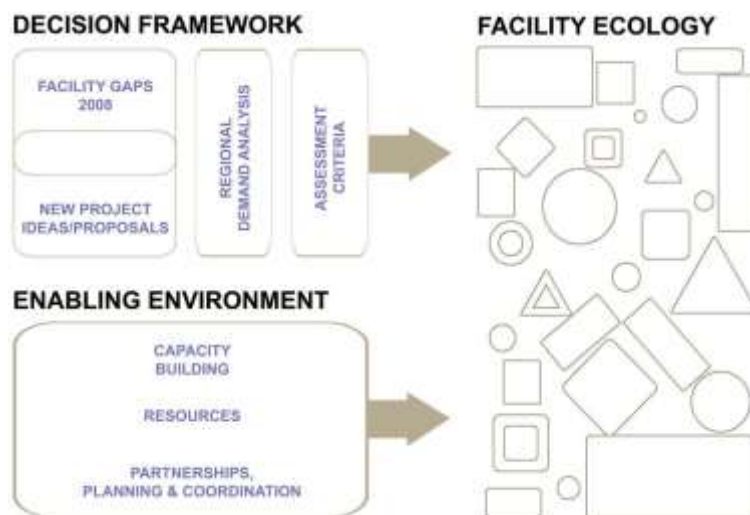 DECISION FRAMEWORK
FACILITY GAPS
2008
NEW PROJECT
IDEAS/PROPOSALS
REGIONAL
DEMAND ANALYSIS
ASSESSMENT
CRITERIA
FACILITY ECOLOGY
ENABLING ENVIRONMENT
CAPACITY
BUILDING
RESOURCES
PARTNERSHIPS,
PLANNING & COORDINATION